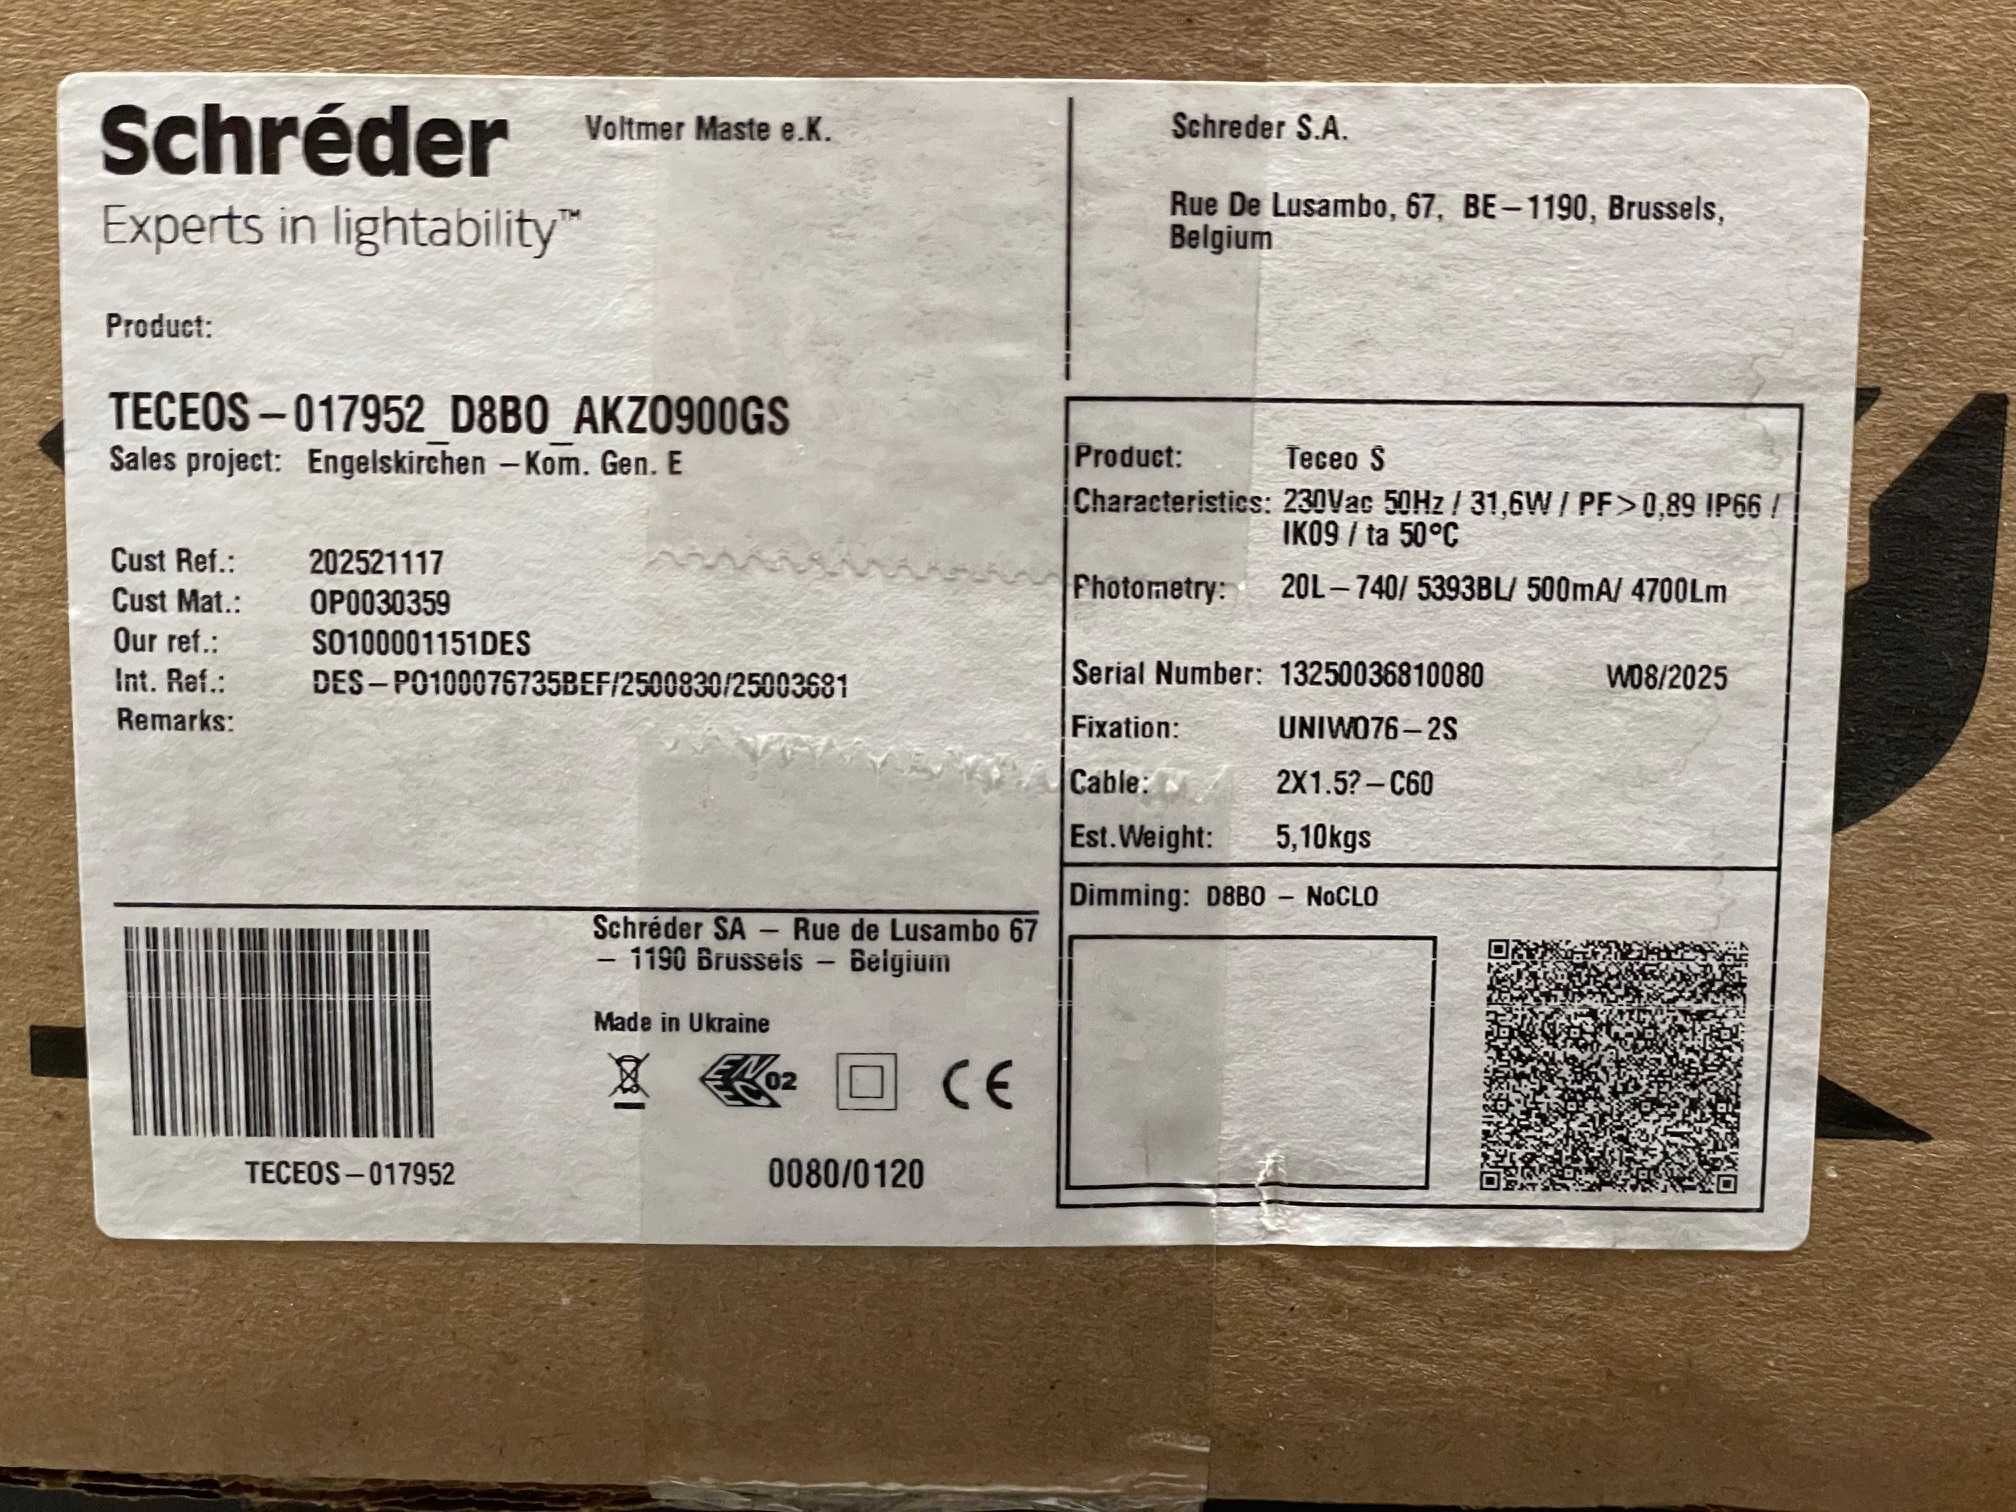 Schréder
Experts in lightability™
Voltmer Maste e.K.
Schreder S.A.
Rue De Lusambo, 67, BE–1190, Brussels,
Belgium
Product:
TECEOS–017952_D8B0_AKZO900GS
Sales project: Engelskirchen –Kom. Gen. E
Cust Ref.: 202521117
Cust Mat.: OP0030359
Our ref.: SO100001151DES
Int. Ref.: DES–PO100076735BEF/2500830/25003681
Remarks:
Product: Teceo S
Characteristics: 230Vac 50Hz / 31,6W / PF>0,89 IP66 /
IK09 / ta 50°C
Photometry: 20L–740/ 5393BL/ 500mA/ 4700Lm
Serial Number: 13250036810080 W08/2025
Fixation: UNIW076–2S
Cable: 2X1.5?–C60
Est.Weight: 5,10kgs
Dimming: D8B0 – NoCLO
Schréder SA – Rue de Lusambo 67
– 1190 Brussels – Belgium
Made in Ukraine
ENEC 02 CE
TECEOS–017952
0080/0120